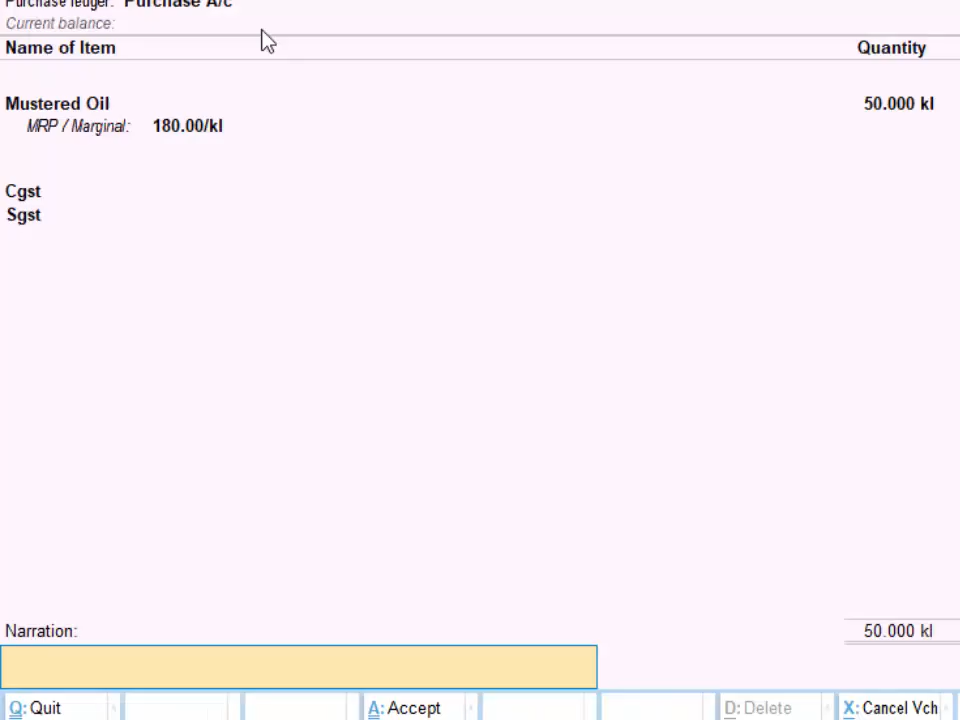 Purchase ledger: Purchase A/c
Current balance:
Name of Item Quantity
Mustered Oil 50.000 kl
MRP / Marginal: 180.00/kl
Cgst
Sgst
Narration: 50.000 kl
Q: Quit A: Accept D: Delete X: Cancel Vch